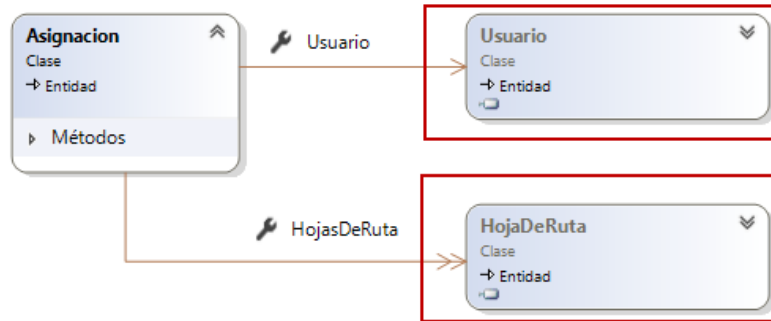 Asignacion
Clase
Entidad
Métodos
Usuario
Usuario
Clase
Entidad
HojasDeRuta
HojaDeRuta
Clase
Entidad